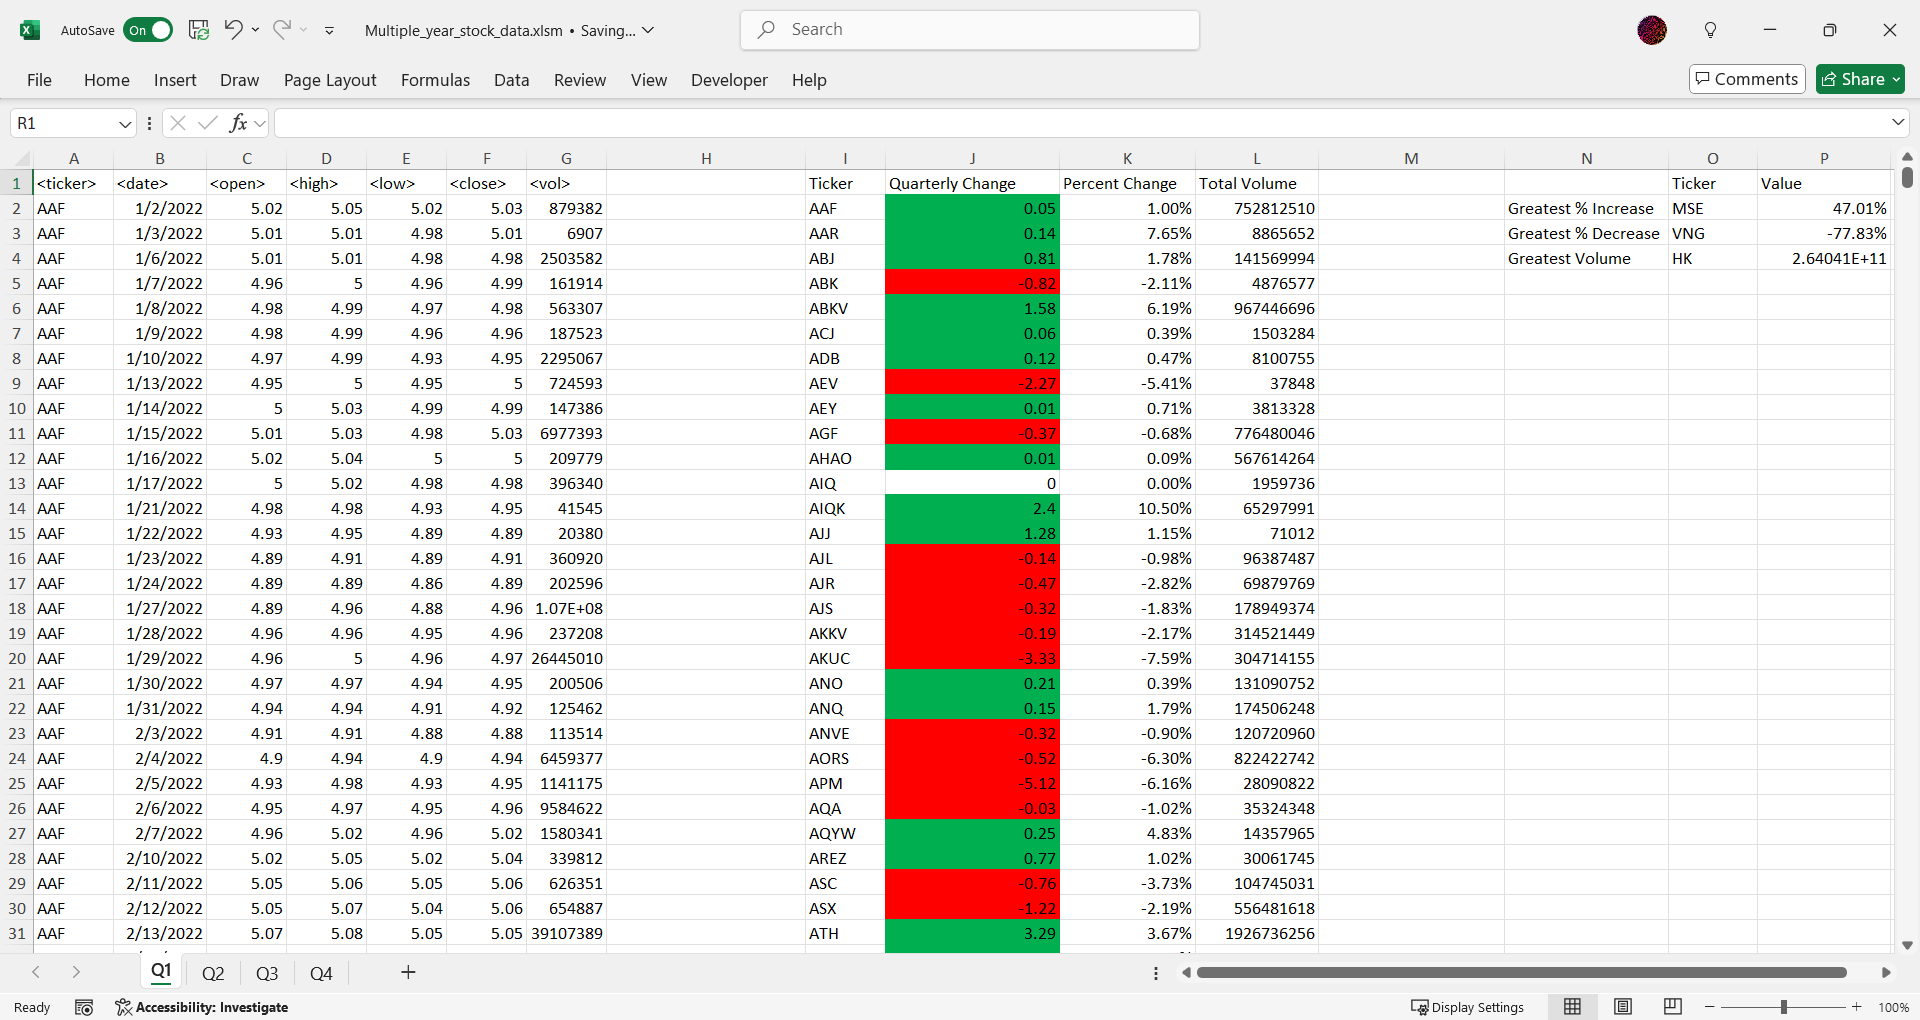 AutoSave On Multiple_year_stock_data.xlsm • Saving... Search
File Home Insert Draw Page Layout Formulas Data Review View Developer Help Comments Share
R1 fx
A B C D E F G H I J K L M N O P
1 <ticker> <date> <open> <high> <low> <close> <vol> Ticker Quarterly Change Percent Change Total Volume Ticker Value
2 AAF 1/2/2022 5.02 5.05 5.02 5.03 879382 AAF 0.05 1.00% 752812510 Greatest % Increase MSE 47.01%
3 AAF 1/3/2022 5.01 5.01 4.98 5.01 6907 AAR 0.14 7.65% 8865652 Greatest % Decrease VNG -77.83%
4 AAF 1/6/2022 5.01 5.01 4.98 4.98 2503582 ABJ 0.81 1.78% 141569994 Greatest Volume HK 2.64041E+11
5 AAF 1/7/2022 4.96 5 4.96 4.99 161914 ABK -0.82 -2.11% 4876577
6 AAF 1/8/2022 4.98 4.99 4.97 4.98 563307 ABKV 1.58 6.19% 967446696
7 AAF 1/9/2022 4.98 4.99 4.96 4.96 187523 ACJ 0.06 0.39% 1503284
8 AAF 1/10/2022 4.97 4.99 4.93 4.95 2295067 ADB 0.12 0.47% 8100755
9 AAF 1/13/2022 4.95 5 4.95 5 724593 AEV -2.27 -5.41% 37848
10 AAF 1/14/2022 5 5.03 4.99 4.99 147386 AEY 0.01 0.71% 3813328
11 AAF 1/15/2022 5.01 5.03 4.98 5.03 6977393 AGF -0.37 -0.68% 776480046
12 AAF 1/16/2022 5.02 5.04 5 5 209779 AHAO 0.01 0.09% 567614264
13 AAF 1/17/2022 5 5.02 4.98 4.98 396340 AIQ 0 0.00% 1959736
14 AAF 1/21/2022 4.98 4.98 4.93 4.95 41545 AIQK 2.4 10.50% 65297991
15 AAF 1/22/2022 4.93 4.95 4.89 4.89 20380 AJJ 1.28 1.15% 71012
16 AAF 1/23/2022 4.89 4.91 4.89 4.91 360920 AJL -0.14 -0.98% 96387487
17 AAF 1/24/2022 4.89 4.89 4.86 4.89 202596 AJR -0.47 -2.82% 69879769
18 AAF 1/27/2022 4.89 4.96 4.88 4.96 1.07E+08 AJS -0.32 -1.83% 178949374
19 AAF 1/28/2022 4.96 4.96 4.95 4.96 237208 AKKV -0.19 -2.17% 314521449
20 AAF 1/29/2022 4.96 5 4.96 4.97 26445010 AKUC -3.33 -7.59% 304714155
21 AAF 1/30/2022 4.97 4.97 4.94 4.95 200506 ANO 0.21 0.39% 131090752
22 AAF 1/31/2022 4.94 4.94 4.91 4.92 125462 ANQ 0.15 1.79% 174506248
23 AAF 2/3/2022 4.91 4.91 4.88 4.88 113514 ANVE -0.32 -0.90% 120720960
24 AAF 2/4/2022 4.9 4.94 4.9 4.94 6459377 AORS -0.52 -6.30% 822422742
25 AAF 2/5/2022 4.93 4.98 4.93 4.95 1141175 APM -5.12 -6.16% 28090822
26 AAF 2/6/2022 4.95 4.97 4.95 4.96 9584622 AQA -0.03 -1.02% 35324348
27 AAF 2/7/2022 4.96 5.02 4.96 5.02 1580341 AQYW 0.25 4.83% 14357965
28 AAF 2/10/2022 5.02 5.05 5.02 5.04 339812 AREZ 0.77 1.02% 30061745
29 AAF 2/11/2022 5.05 5.06 5.05 5.06 626351 ASC -0.76 -3.73% 104745031
30 AAF 2/12/2022 5.05 5.07 5.04 5.06 654887 ASX -1.22 -2.19% 556481618
31 AAF 2/13/2022 5.07 5.08 5.05 5.05 39107389 ATH 3.29 3.67% 1926736256
Q1 Q2 Q3 Q4
Ready Accessibility: Investigate Display Settings 100%